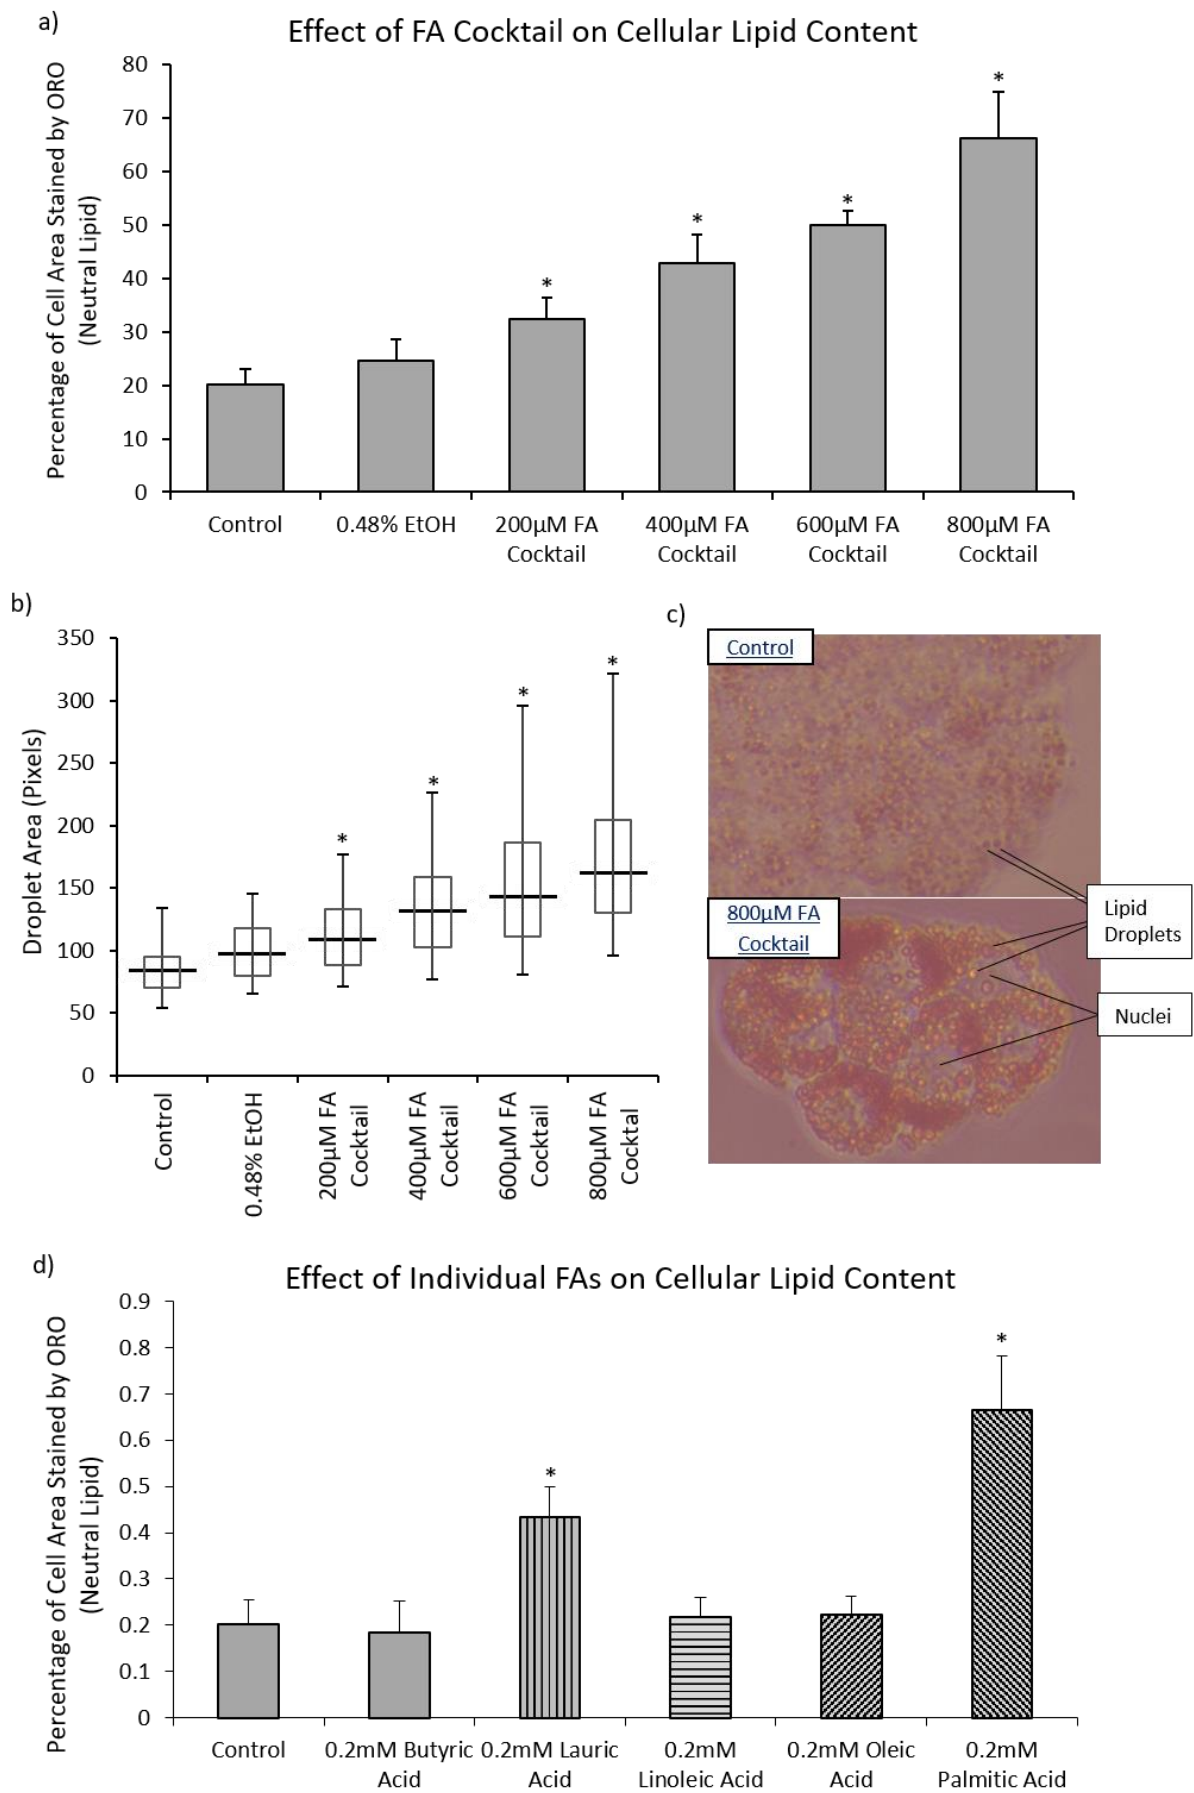 a)
Effect of FA Cocktail on Cellular Lipid Content
Percentage of Cell Area Stained by ORO
(Neutral Lipid)
80
70
60
50
40
30
20
10
0
*
*
*
*
Control
0.48% EtOH
200µM FA
Cocktail
400µM FA
Cocktail
600µM FA
Cocktail
800µM FA
Cocktail
b)
Droplet Area (Pixels)
350
300
250
200
150
100
50
0
*
*
*
*
Control
0.48% EtOH
200µM FA
Cocktail
400µM FA
Cocktail
600µM FA
Cocktail
800µM FA
Cocktal
c)
Control
800µM FA
Cocktail
Lipid
Droplets
Nuclei
d)
Effect of Individual FAs on Cellular Lipid Content
Percentage of Cell Area Stained by ORO
(Neutral Lipid)
0.9
0.8
0.7
0.6
0.5
0.4
0.3
0.2
0.1
0
*
*
Control
0.2mM Butyric
Acid
0.2mM Lauric
Acid
0.2mM
Linoleic Acid
0.2mM Oleic
Acid
0.2mM
Palmitic Acid